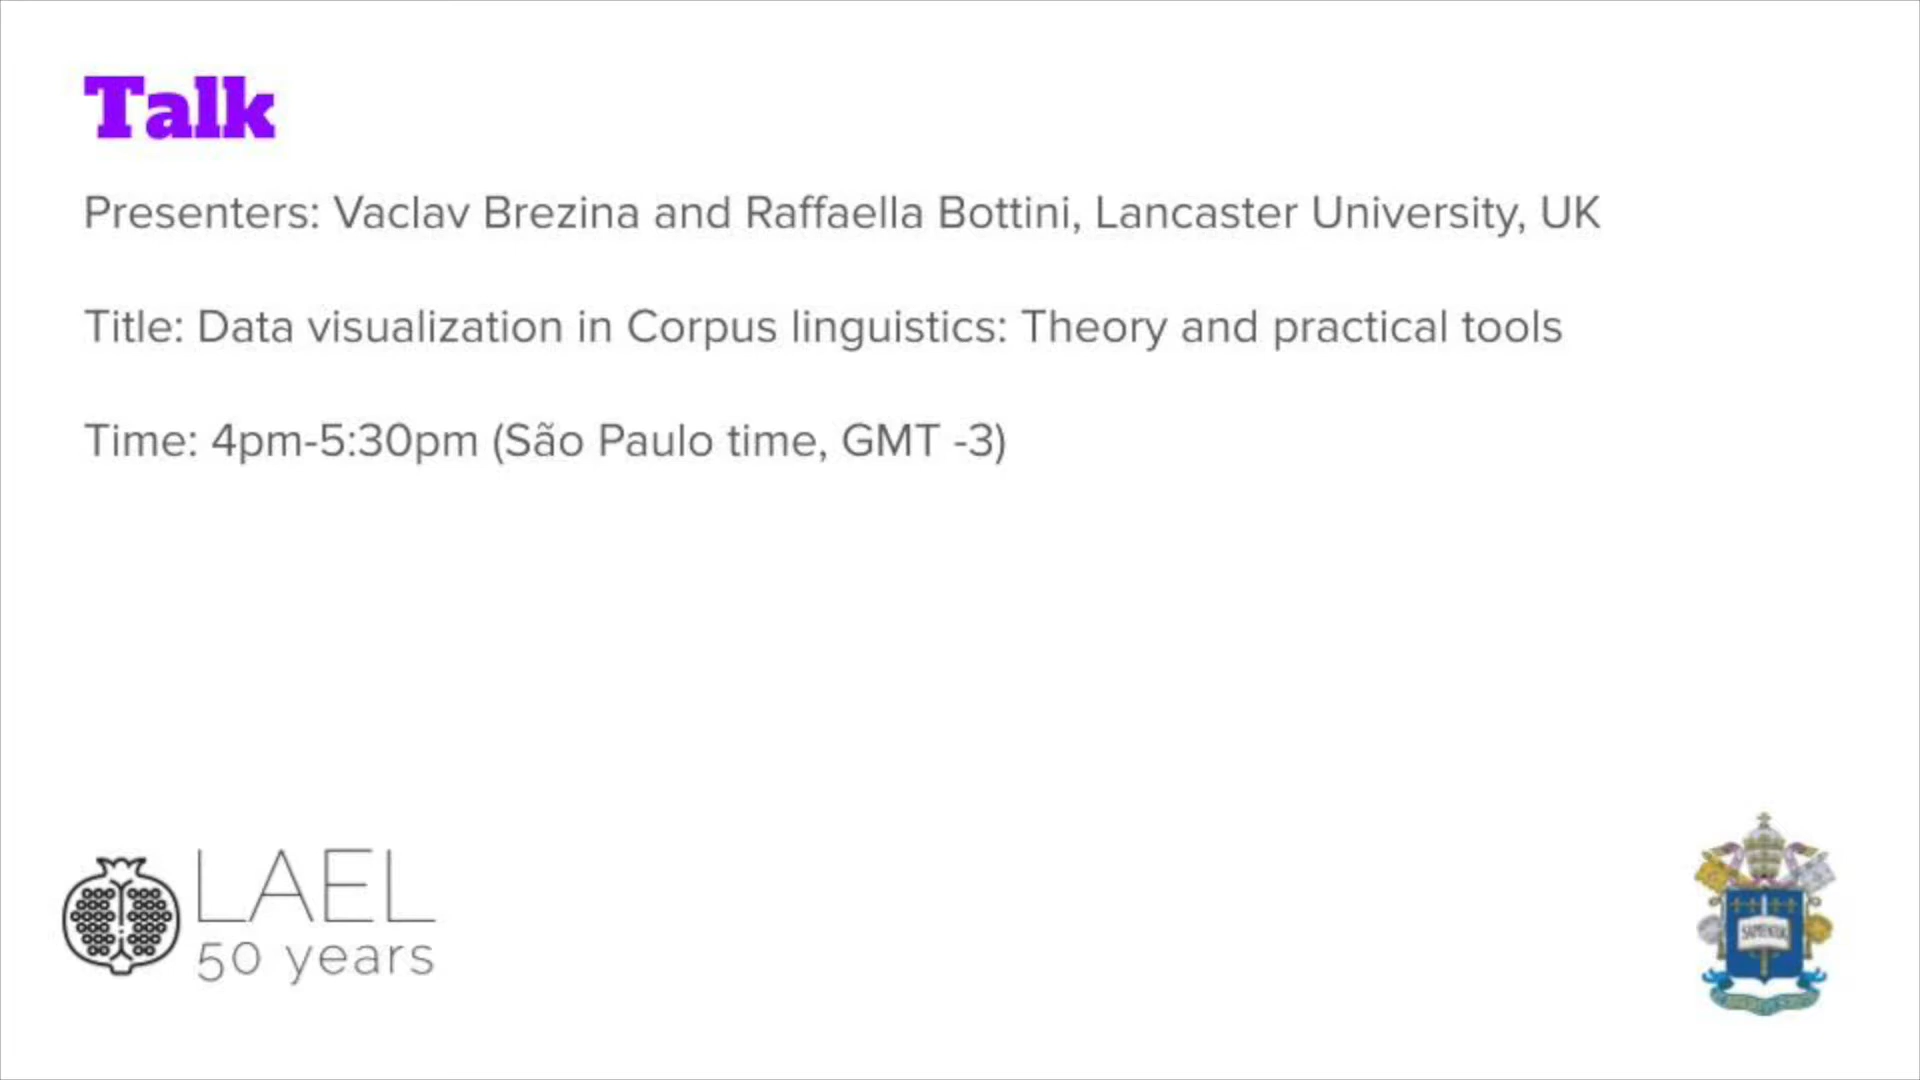 Talk
Presenters: Vaclav Brezina and Raffaella Bottini, Lancaster University, UK
Title: Data visualization in Corpus linguistics: Theory and practical tools
Time: 4pm-5:30pm (São Paulo time, GMT -3)
LAEL
50 years